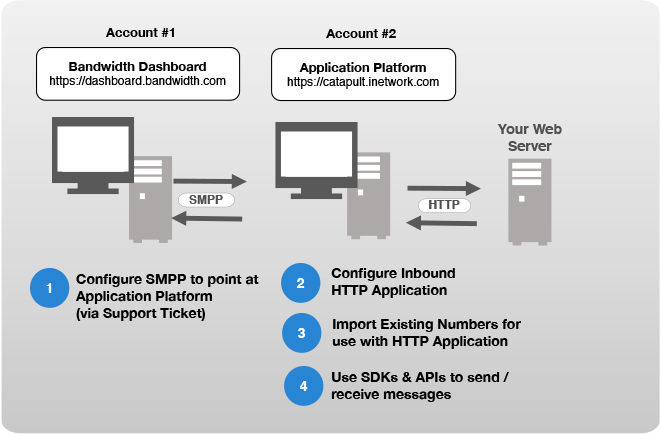 Account #1
Bandwidth Dashboard
https://dashboard.bandwidth.com
Account #2
Application Platform
https://catapult.inetwork.com
SMPP
HTTP
Your Web
Server
1
Configure SMPP to point at
Application Platform
(via Support Ticket)
2
Configure Inbound
HTTP Application
3
Import Existing Numbers for
use with HTTP Application
4
Use SDKs & APIs to send /
receive messages